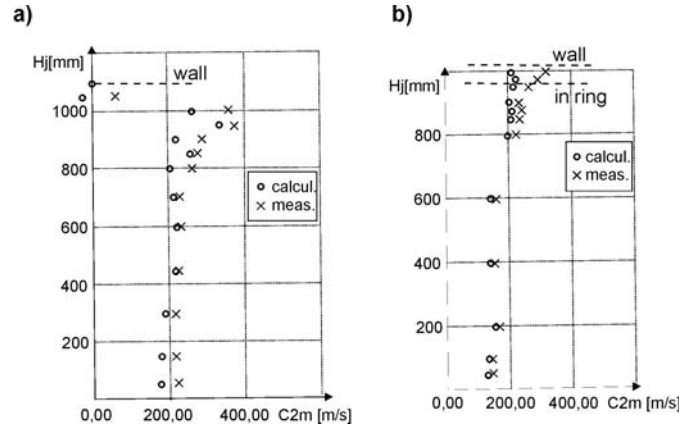 a)
Hj[mm]
wall
1000
800
600
400
200
calcul.
meas.
0,00 200,00 400,00 C2m [m/s]
b)
Hj[mm]
wall
in ring
800
600
400
200
calcul.
meas.
0,00 200,00 400,00 C2m [m/s]